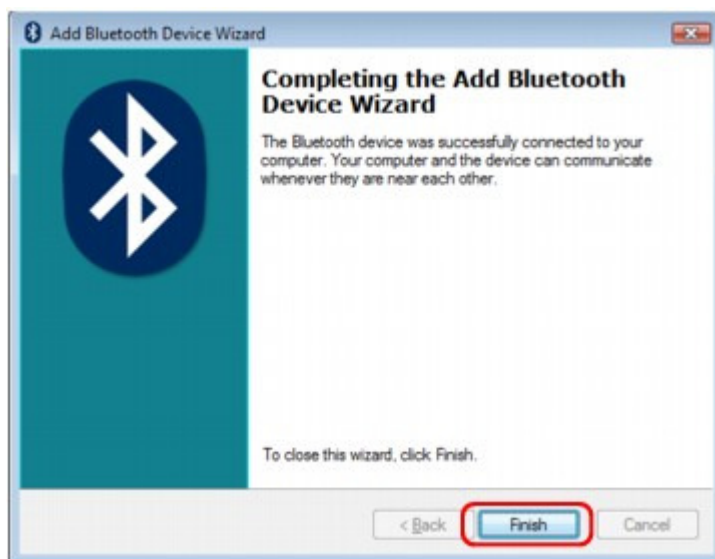 Add Bluetooth Device Wizard
Completing the Add Bluetooth
Device Wizard
The Bluetooth device was successfully connected to your
computer. Your computer and the device can communicate
whenever they are near each other.
To close this wizard, click Finish.
< Back Finish Cancel